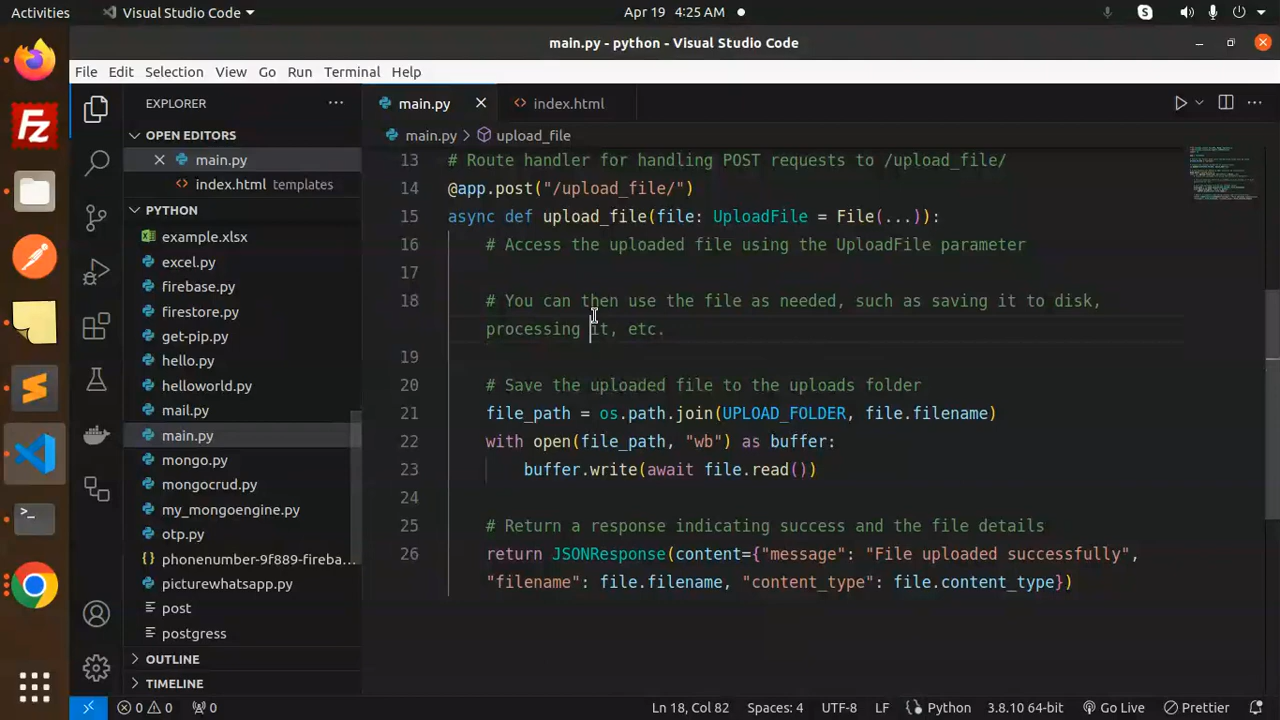 Activities
Visual Studio Code
Apr 19 4:25 AM
main.py - python - Visual Studio Code
File Edit Selection View Go Run Terminal Help
EXPLORER
main.py
index.html
OPEN EDITORS
main.py > upload_file
main.py
index.html templates
PYTHON
example.xlsx
excel.py
firebase.py
firestore.py
get-pip.py
hello.py
helloworld.py
mail.py
main.py
mongo.py
mongocrud.py
my_mongoengine.py
otp.py
phonenumber-9f889-fireba...
picturewhatsapp.py
post
postgress
OUTLINE
TIMELINE
13 # Route handler for handling POST requests to /upload_file/
14 @app.post("/upload_file/")
15 async def upload_file(file: UploadFile = File(...)):
16 # Access the uploaded file using the UploadFile parameter
17
18 # You can then use the file as needed, such as saving it to disk,
processing it, etc.
19
20 # Save the uploaded file to the uploads folder
21 file_path = os.path.join(UPLOAD_FOLDER, file.filename)
22 with open(file_path, "wb") as buffer:
23 buffer.write(await file.read())
24
25 # Return a response indicating success and the file details
26 return JSONResponse(content={"message": "File uploaded successfully",
"filename": file.filename, "content_type": file.content_type})
0 0 0 Ln 18, Col 82 Spaces: 4 UTF-8 LF Python 3.8.10 64-bit Go Live Prettier